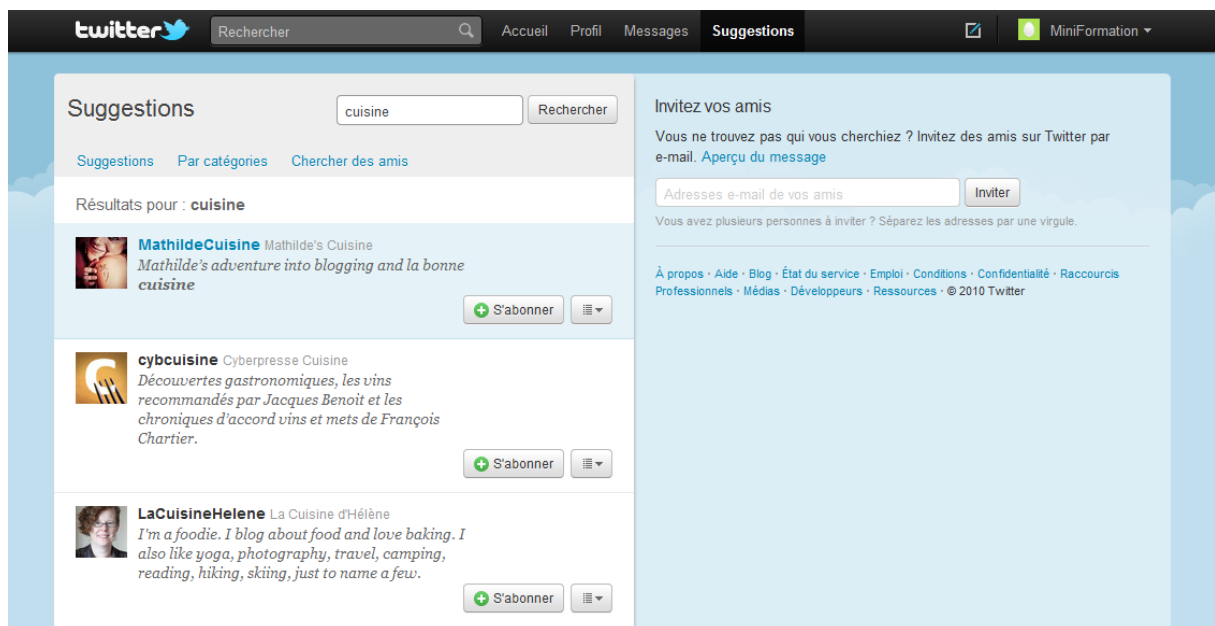 twitter
Rechercher
Accueil Profil Messages Suggestions
MiniFormation
Suggestions
cuisine
Rechercher
Suggestions Par catégories Chercher des amis
Résultats pour : cuisine
MathildeCuisine Mathilde's Cuisine
Mathilde's adventure into blogging and la bonne
cuisine
S'abonner
cybcuisine Cyberpresse Cuisine
Découvertes gastronomiques, les vins
recommandés par Jacques Benoit et les
chroniques d'accord vins et mets de François
Chartier.
S'abonner
LaCuisineHelene La Cuisine d'Hélène
I'm a foodie. I blog about food and love baking. I
also like yoga, photography, travel, camping,
reading, hiking, skiing, just to name a few.
S'abonner
Invitez vos amis
Vous ne trouvez pas qui vous cherchiez ? Invitez des amis sur Twitter par
e-mail. Aperçu du message
Adresses e-mail de vos amis
Inviter
Vous avez plusieurs personnes à inviter ? Séparez les adresses par une virgule.
À propos · Aide · Blog · État du service · Emploi · Conditions · Confidentialité · Raccourcis
Professionnels · Médias · Développeurs · Ressources · © 2010 Twitter